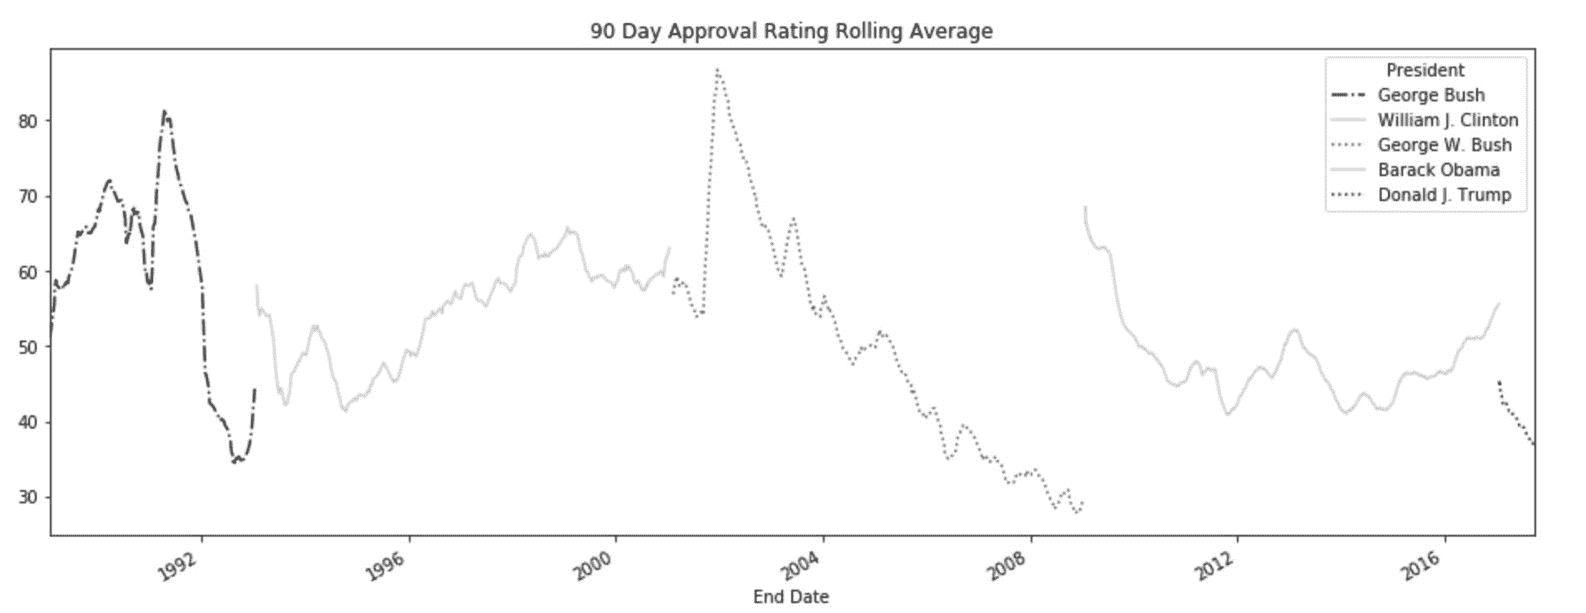 90 Day Approval Rating Rolling Average
President
George Bush
William J. Clinton
George W. Bush
Barack Obama
Donald J. Trump
80
70
60
50
40
30
1992
1996
2000
2004
2008
2012
2016
End Date